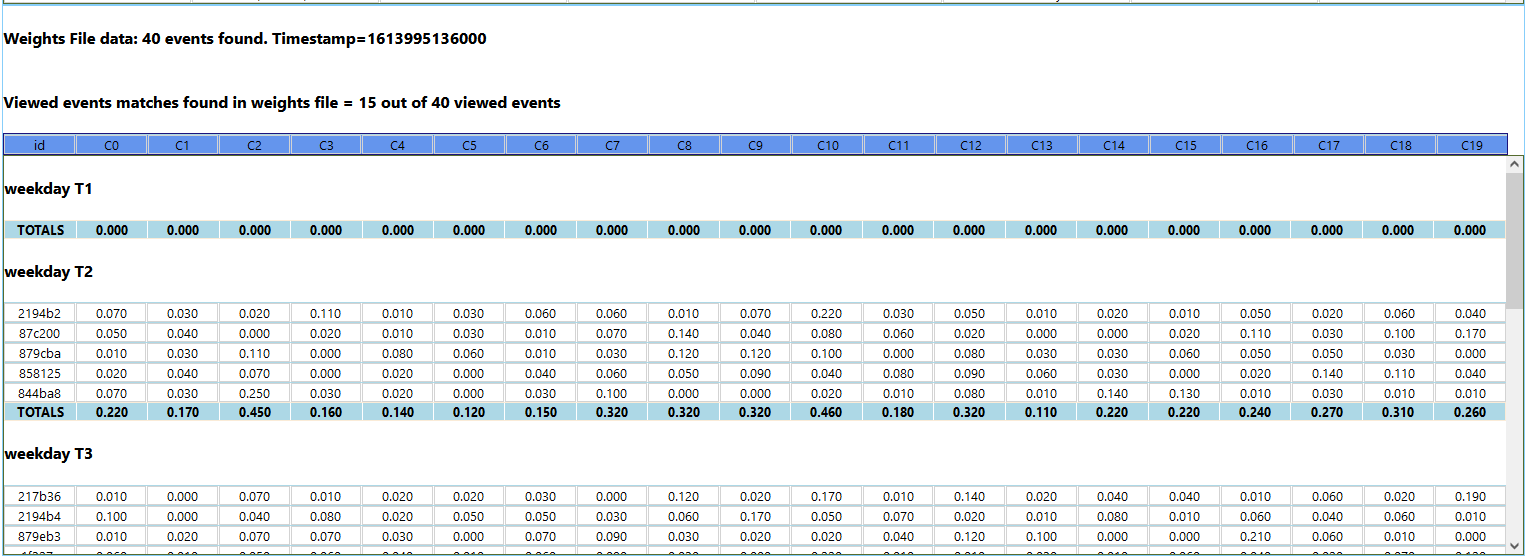 Weights File data: 40 events found. Timestamp=1613995136000
Viewed events matches found in weights file = 15 out of 40 viewed events
id C0 C1 C2 C3 C4 C5 C6 C7 C8 C9 C10 C11 C12 C13 C14 C15 C16 C17 C18 C19
weekday T1
TOTALS 0.000 0.000 0.000 0.000 0.000 0.000 0.000 0.000 0.000 0.000 0.000 0.000 0.000 0.000 0.000 0.000 0.000 0.000 0.000 0.000
weekday T2
2194b2 0.070 0.030 0.020 0.110 0.010 0.030 0.060 0.060 0.010 0.070 0.220 0.030 0.050 0.010 0.020 0.010 0.050 0.020 0.060 0.040
87c200 0.050 0.040 0.000 0.020 0.010 0.030 0.010 0.070 0.140 0.040 0.080 0.060 0.020 0.000 0.000 0.020 0.110 0.030 0.100 0.170
879cba 0.010 0.030 0.110 0.000 0.080 0.060 0.010 0.030 0.120 0.120 0.100 0.000 0.080 0.030 0.030 0.060 0.050 0.050 0.030 0.000
858125 0.020 0.040 0.070 0.000 0.020 0.000 0.040 0.060 0.050 0.090 0.040 0.080 0.090 0.060 0.030 0.000 0.020 0.140 0.110 0.040
844ba8 0.070 0.030 0.250 0.030 0.020 0.000 0.030 0.100 0.000 0.000 0.020 0.010 0.080 0.010 0.140 0.130 0.010 0.030 0.010 0.010
TOTALS 0.220 0.170 0.450 0.160 0.140 0.120 0.150 0.320 0.320 0.320 0.460 0.180 0.320 0.110 0.220 0.220 0.240 0.270 0.310 0.260
weekday T3
217b36 0.010 0.000 0.070 0.010 0.020 0.020 0.030 0.000 0.120 0.020 0.170 0.010 0.140 0.020 0.040 0.040 0.010 0.060 0.020 0.190
2194b4 0.100 0.000 0.040 0.080 0.020 0.050 0.050 0.030 0.060 0.170 0.050 0.070 0.020 0.010 0.080 0.010 0.060 0.040 0.060 0.010
879eb3 0.010 0.020 0.070 0.070 0.030 0.000 0.070 0.090 0.030 0.020 0.020 0.040 0.120 0.100 0.000 0.000 0.210 0.060 0.010 0.000